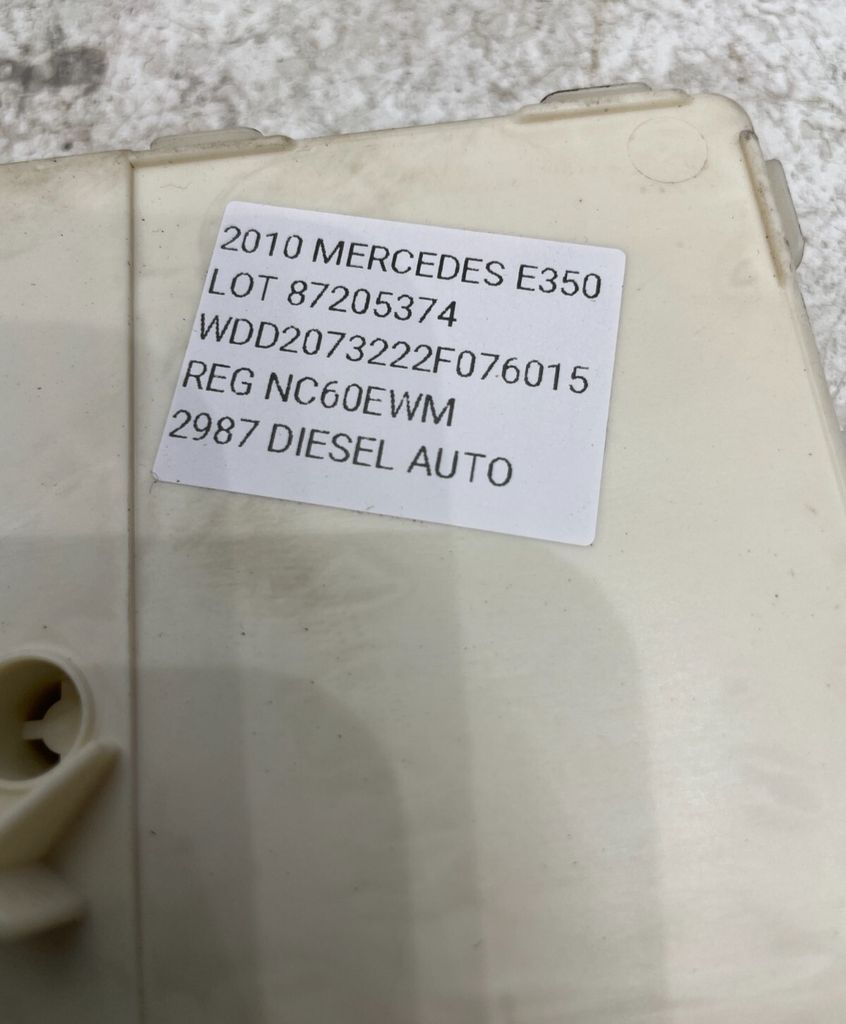 2010 MERCEDES E350
LOT 87205374
WDD2073222F076015
REG NC60EWM
2987 DIESEL AUTO